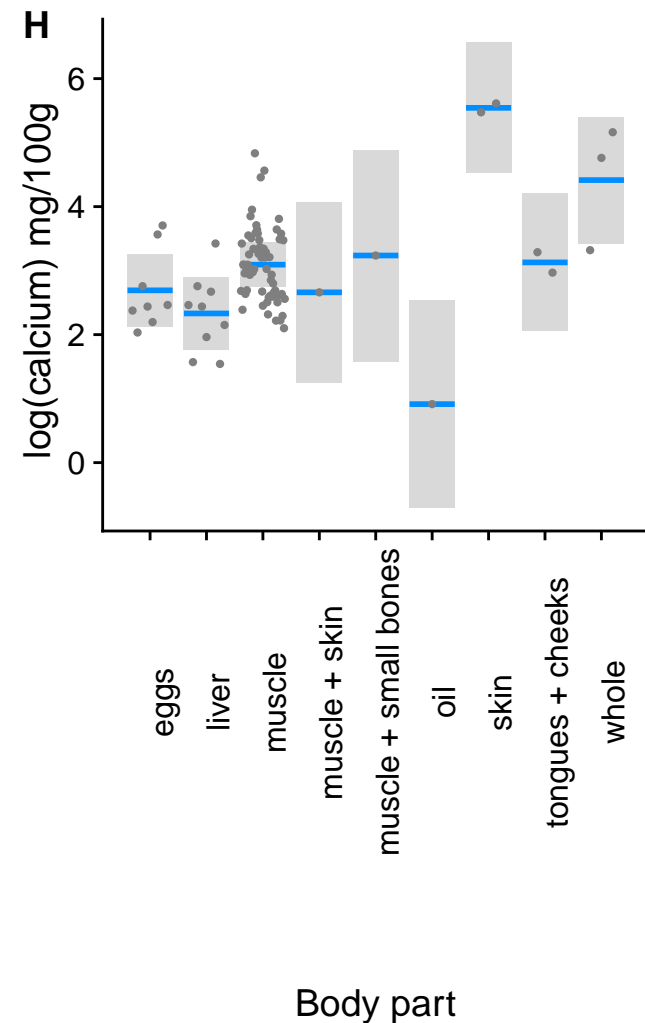 H
log(calcium) mg/100g
6
4
2
0
eggs
liver
muscle
muscle + skin
muscle + small bones
oil
skin
tongues + cheeks
whole
Body part